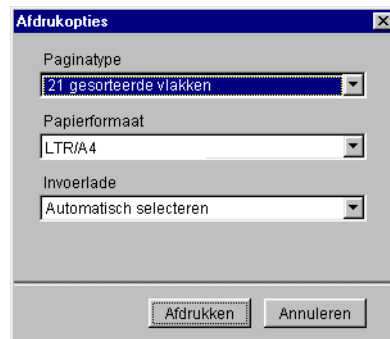 Afdrukopties
Paginatype
21 gesorteerde vlakken
Papierformaat
LTR/A4
Invoerlade
Automatisch selecteren
Afdrukken Annuleren